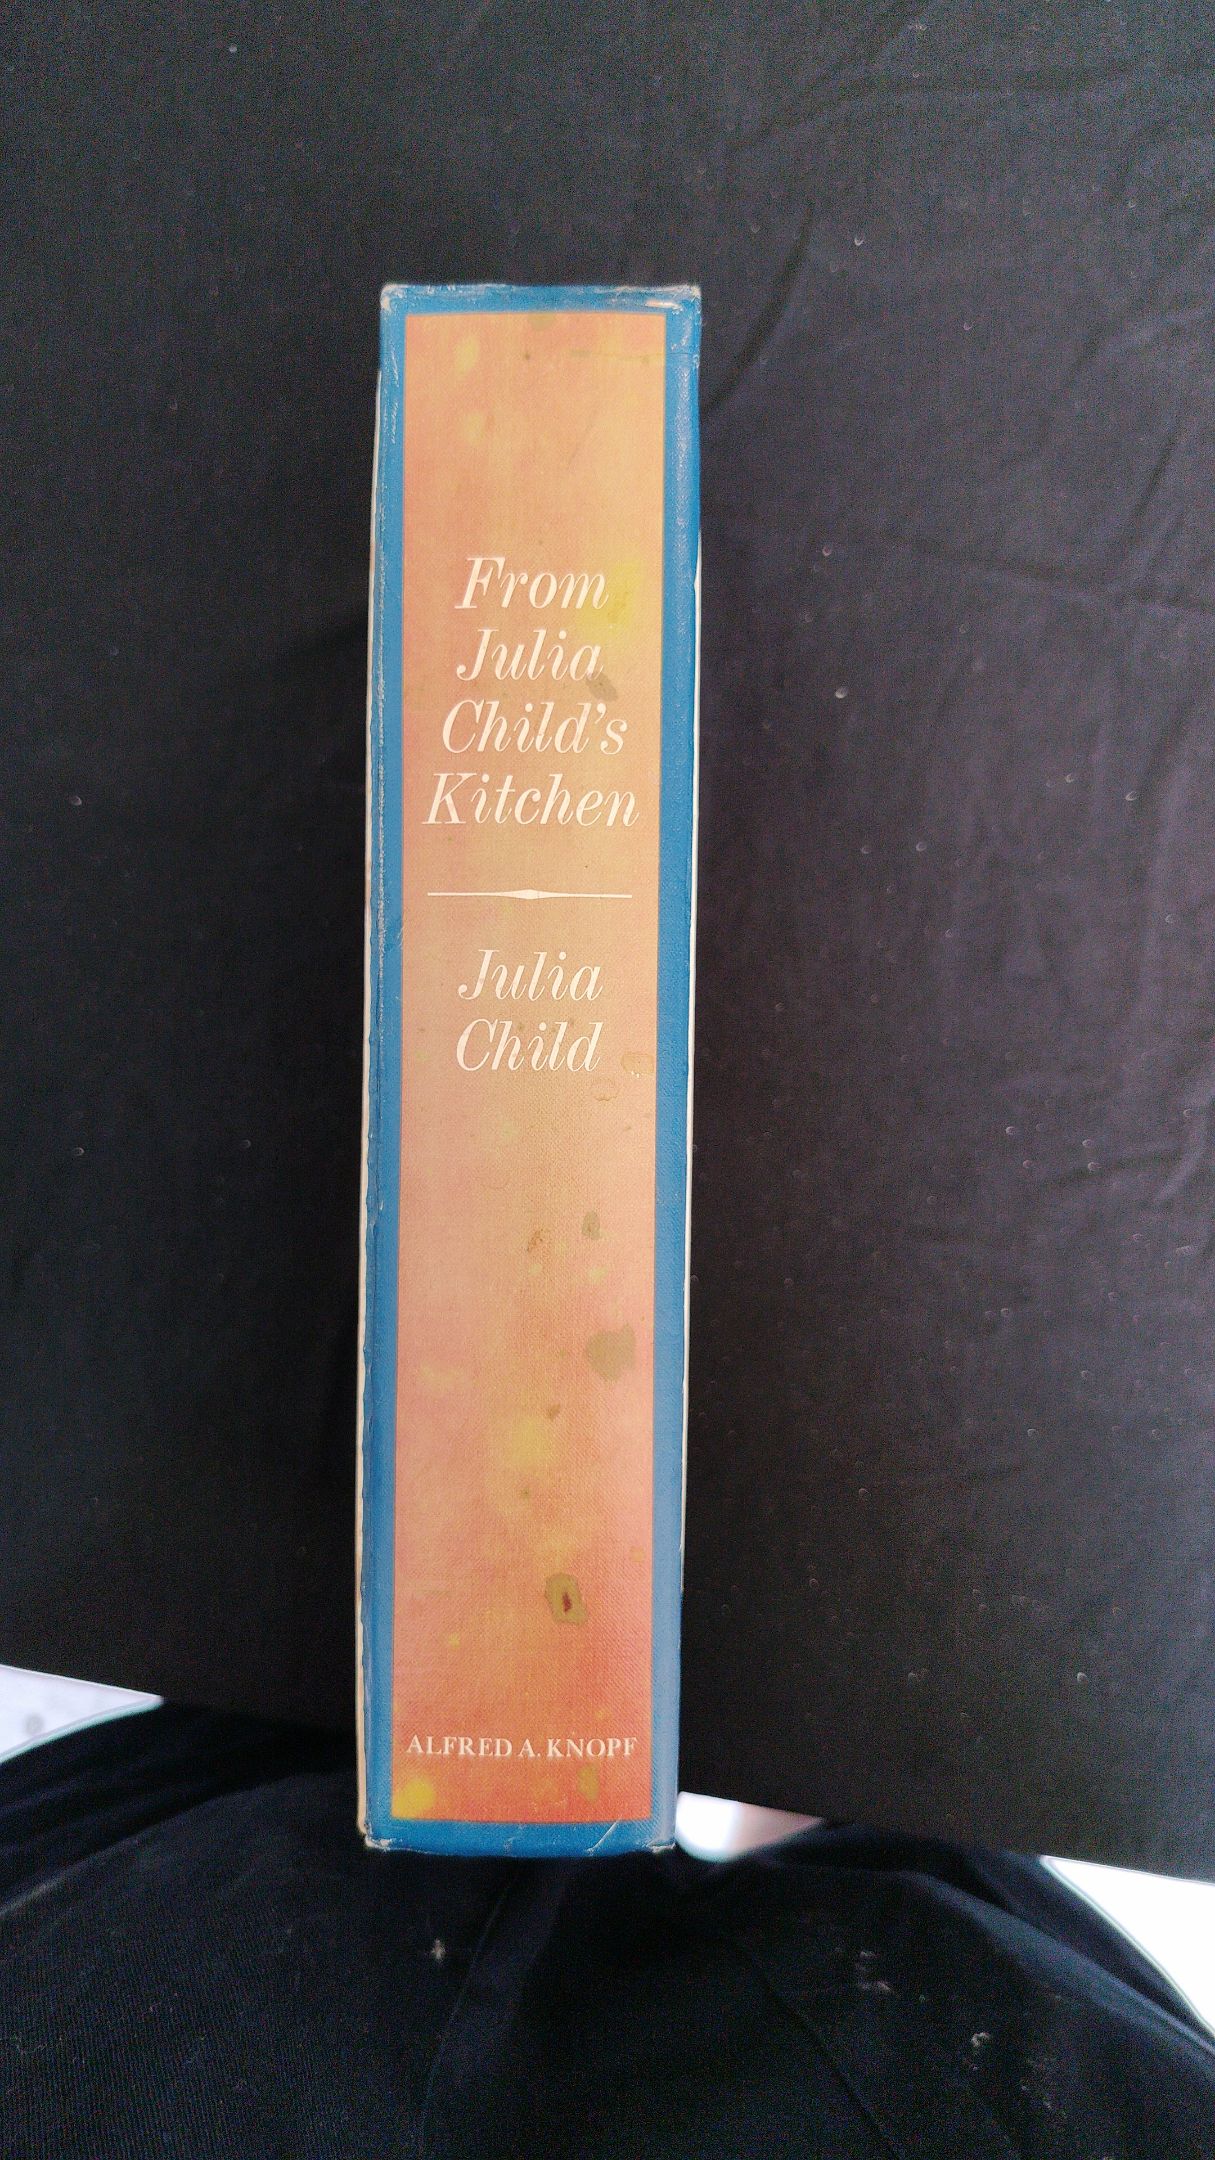 From
Julia
Child's
Kitchen
Julia
Child
ALFRED A. KNOPF